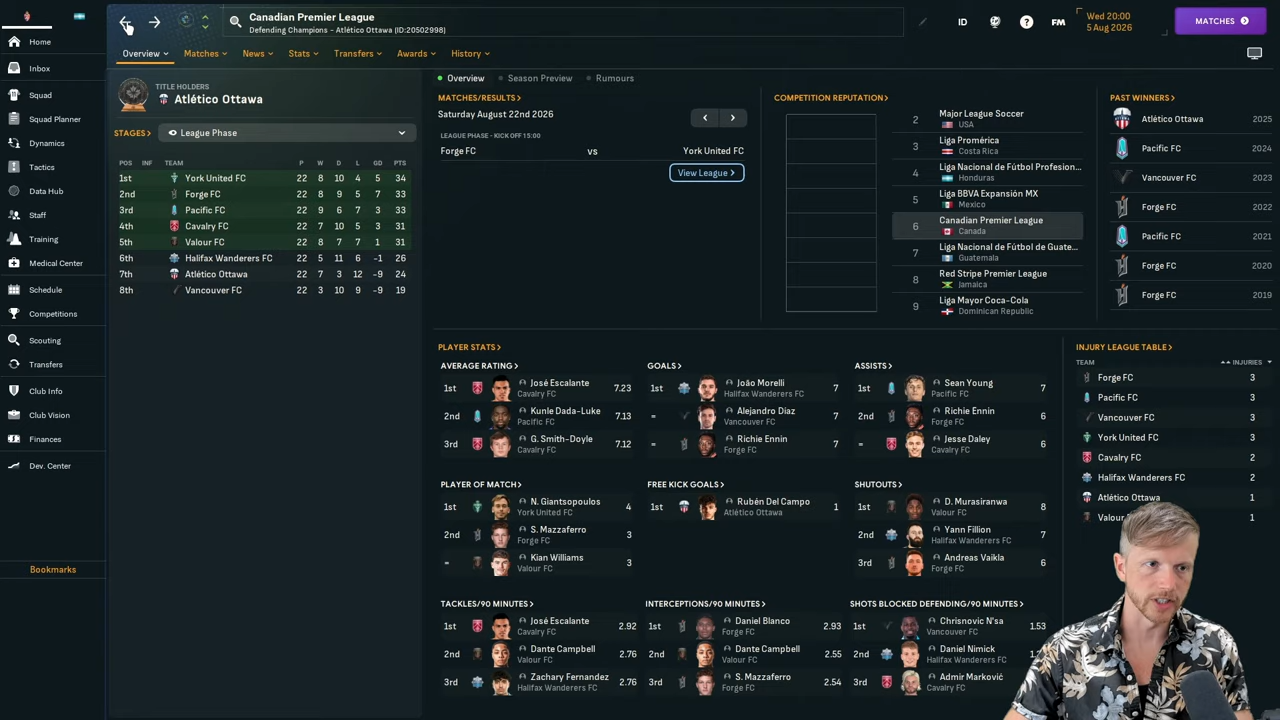 Canadian Premier League
Defending Champions - Atlético Ottawa (ID:20502998)
ID
FM
Wed 20:00
5 Aug 2026
MATCHES
Home
Inbox
Squad
Squad Planner
Dynamics
Tactics
Data Hub
Staff
Training
Medical Center
Schedule
Competitions
Scouting
Transfers
Club Info
Club Vision
Finances
Dev. Center
Bookmarks
Overview Matches News Stats Transfers Awards History
TITLE HOLDERS
Atlético Ottawa
STAGES League Phase
POS INF TEAM P W D L GD PTS
1st York United FC 22 8 10 4 5 34
2nd Forge FC 22 8 9 5 7 33
3rd Pacific FC 22 9 6 7 3 33
4th Cavalry FC 22 7 10 5 3 31
5th Valour FC 22 8 7 7 1 31
6th Halifax Wanderers FC 22 5 11 6 -1 26
7th Atlético Ottawa 22 7 3 12 -9 24
8th Vancouver FC 22 3 10 9 -9 19
Overview Season Preview Rumours
MATCHES/RESULTS
Saturday August 22nd 2026
LEAGUE PHASE - KICK OFF 15:00
Forge FC vs York United FC
View League
COMPETITION REPUTATION
2 Major League Soccer
USA
3 Liga Promérica
Costa Rica
4 Liga Nacional de Fútbol Profesion...
Honduras
5 Liga BBVA Expansión MX
Mexico
6 Canadian Premier League
Canada
7 Liga Nacional de Fútbol de Guate...
Guatemala
8 Red Stripe Premier League
Jamaica
9 Liga Mayor Coca-Cola
Dominican Republic
PAST WINNERS
Atlético Ottawa 2025
Pacific FC 2024
Vancouver FC 2023
Forge FC 2022
Pacific FC 2021
Forge FC 2020
Forge FC 2019
PLAYER STATS
AVERAGE RATING
1st José Escalante 7.23
Cavalry FC
2nd Kunle Dada-Luke 7.13
Pacific FC
3rd G. Smith-Doyle 7.12
Cavalry FC
GOALS
1st João Morelli 7
Halifax Wanderers FC
= Alejandro Díaz 7
Vancouver FC
= Richie Ennin 7
Forge FC
ASSISTS
1st Sean Young 7
Pacific FC
2nd Richie Ennin 6
Forge FC
= Jesse Daley 6
Cavalry FC
PLAYER OF MATCH
1st N. Giantsopoulos 4
York United FC
2nd S. Mazzaferro 3
Forge FC
= Kian Williams 3
Valour FC
FREE KICK GOALS
1st Rubén Del Campo 1
Atlético Ottawa
SHUTOUTS
1st D. Murasiranwa 8
Valour FC
2nd Yann Fillion 7
Halifax Wanderers FC
3rd Andreas Vaikla 6
Forge FC
TACKLES/90 MINUTES
1st José Escalante 2.92
Cavalry FC
2nd Dante Campbell 2.76
Valour FC
3rd Zachary Fernandez 2.76
Halifax Wanderers FC
INTERCEPTIONS/90 MINUTES
1st Daniel Blanco 2.93
Forge FC
2nd Dante Campbell 2.55
Valour FC
3rd S. Mazzaferro 2.54
Forge FC
SHOTS BLOCKED DEFENDING/90 MINUTES
1st Chrisnovic N'sa 1.53
Vancouver FC
2nd Daniel Nimick
Halifax Wanderers FC
3rd Admir Marković
Cavalry FC
INJURY LEAGUE TABLE
TEAM INJURIES
Forge FC 3
Pacific FC 3
Vancouver FC 3
York United FC 3
Cavalry FC 2
Halifax Wanderers FC 2
Atlético Ottawa 1
1